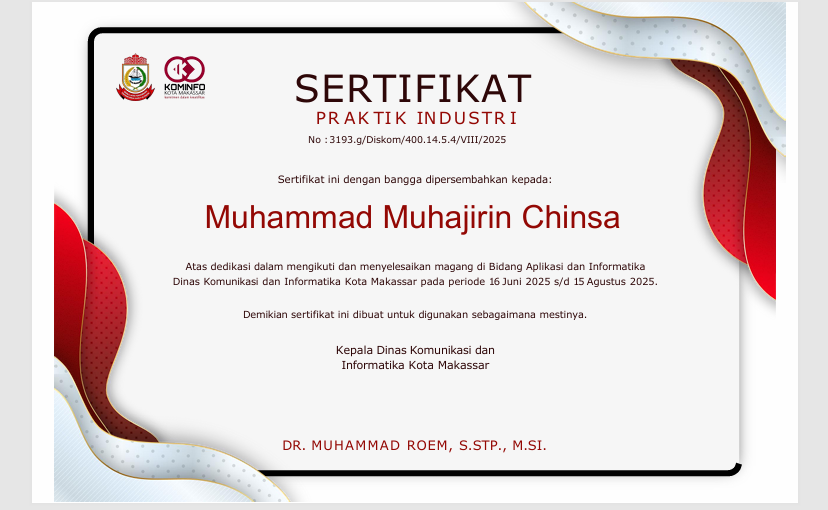 KOMINFO
KOTA MAKASSAR
SERTIFIKAT
PRAKTIK INDUSTRI
No : 3193.g/Diskom/400.14.5.4/VIII/2025
Sertifikat ini dengan bangga dipersembahkan kepada:
Muhammad Muhajirin Chinsa
Atas dedikasi dalam mengikuti dan menyelesaikan magang di Bidang Aplikasi dan Informatika
Dinas Komunikasi dan Informatika Kota Makassar pada periode 16 Juni 2025 s/d 15 Agustus 2025.
Demikian sertifikat ini dibuat untuk digunakan sebagaimana mestinya.
Kepala Dinas Komunikasi dan
Informatika Kota Makassar
DR. MUHAMMAD ROEM, S.STP., M.SI.